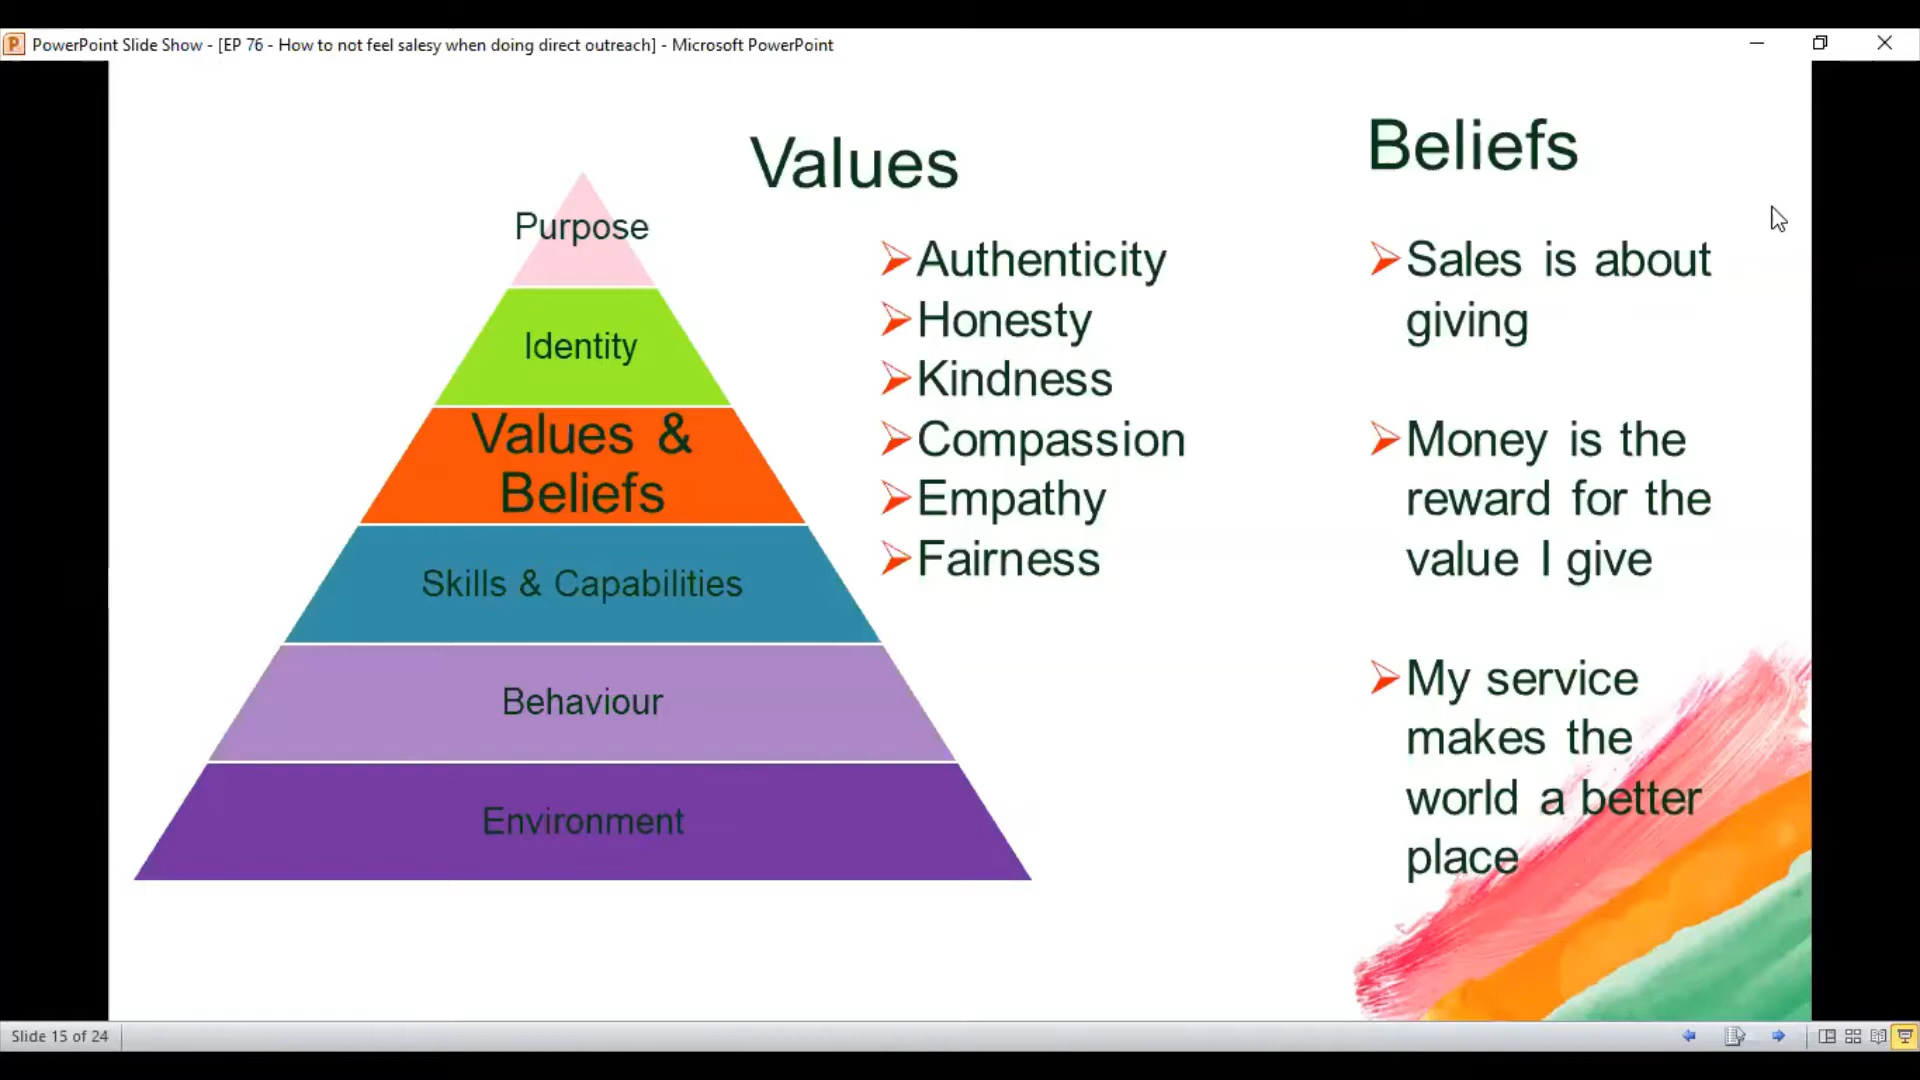 PowerPoint Slide Show - [EP 76 - How to not feel salesy when doing direct outreach] - Microsoft PowerPoint
Purpose
Identity
Values &
Beliefs
Skills & Capabilities
Behaviour
Environment
Values
Authenticity
Honesty
Kindness
Compassion
Empathy
Fairness
Beliefs
Sales is about
giving
Money is the
reward for the
value I give
My service
makes the
world a better
place
Slide 15 of 24